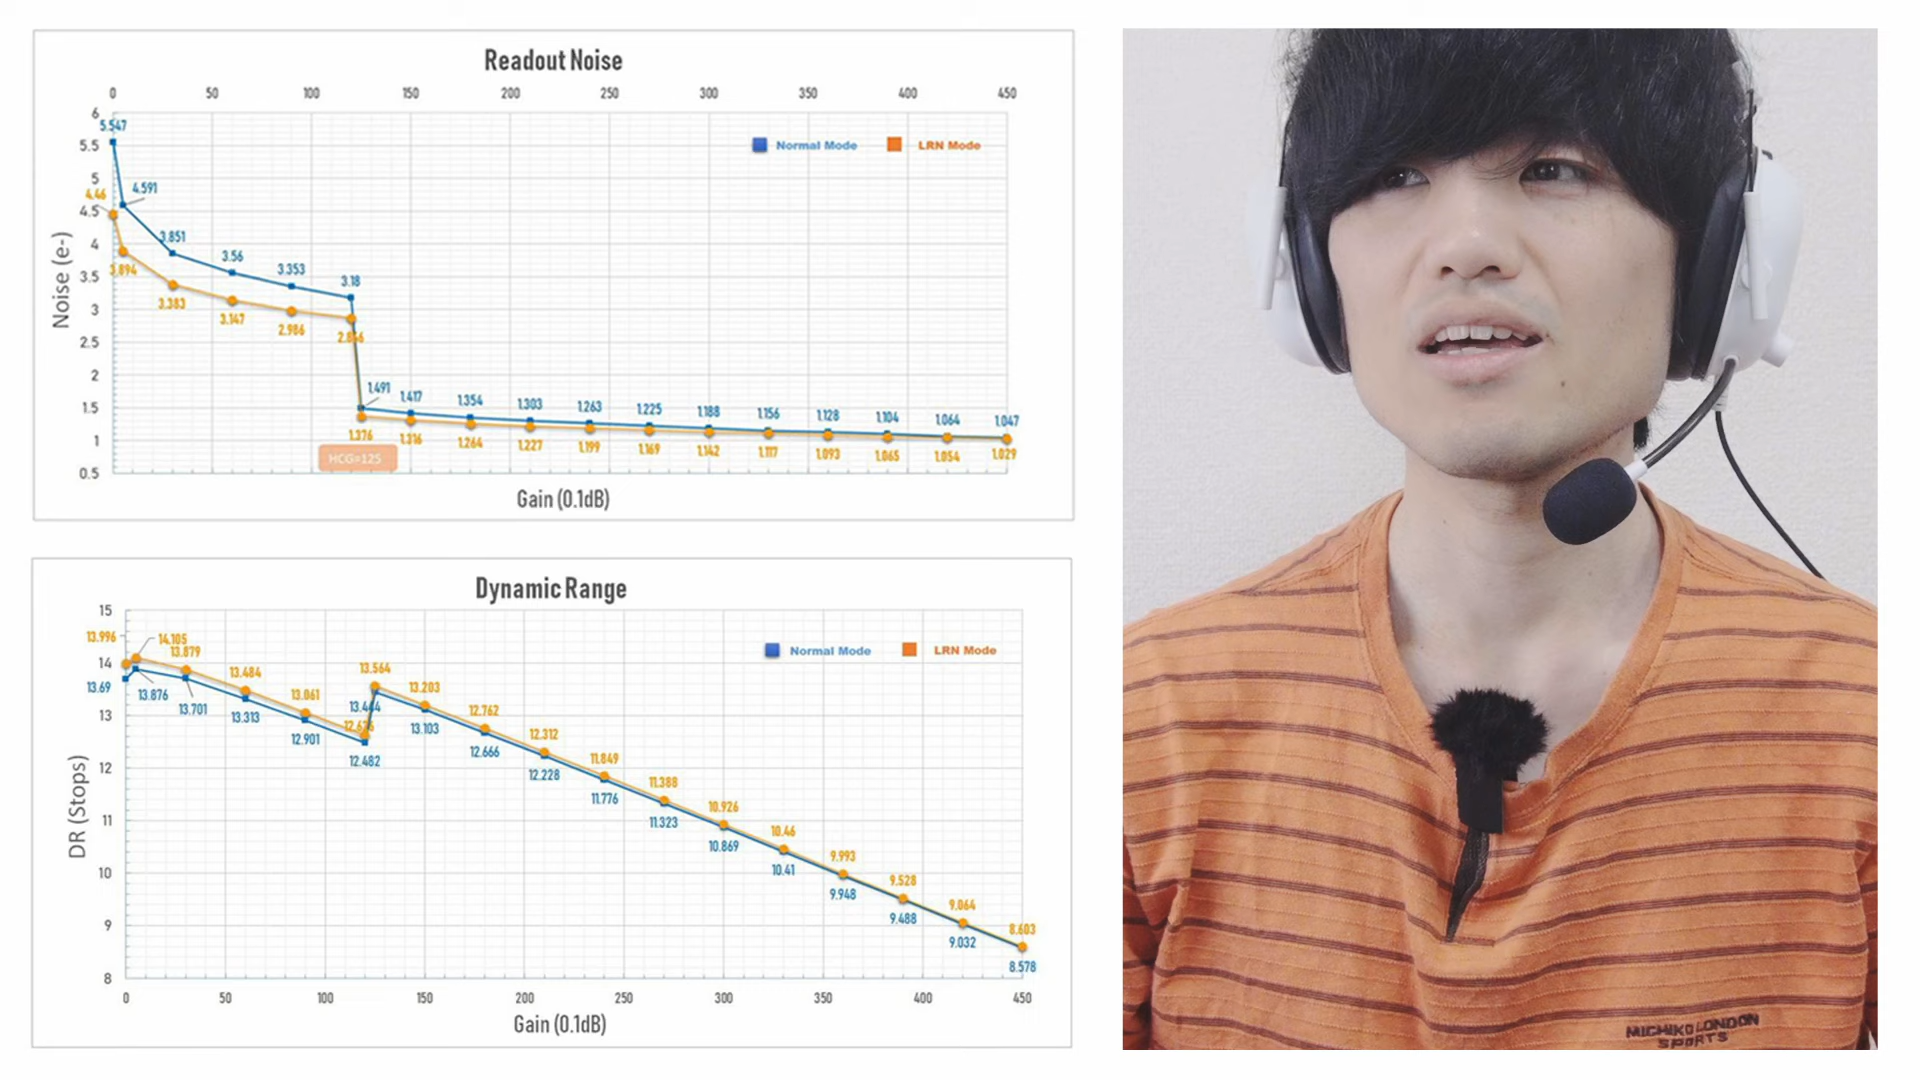 Readout Noise
0 50 100 150 200 250 300 350 400 450
6
5.5
5
4.5
4
3.5
3
2.5
2
1.5
1
0.5
Noise (e-)
Normal Mode LRN Mode
5.547 4.591 3.851 3.56 3.353 3.18 1.491 1.417 1.354 1.303 1.263 1.225 1.188 1.156 1.128 1.104 1.064 1.047
4.46 3.894 3.383 3.147 2.986 1.376 1.316 1.264 1.227 1.199 1.169 1.142 1.117 1.093 1.065 1.054 1.029
HCG=125
Gain (0.1dB)
Dynamic Range
15
14
13
12
11
10
9
8
DR (Stops)
Normal Mode LRN Mode
13.996 14.105 13.879 13.484 13.061 13.564 13.203 12.762 12.312 11.849 11.388 10.926 10.46 9.993 9.528 9.064 8.603
13.69 13.876 13.701 13.313 12.901 12.482 13.444 13.103 12.666 12.228 11.776 11.323 10.869 10.41 9.948 9.488 9.032 8.578
0 50 100 150 200 250 300 350 400 450
Gain (0.1dB)
MICHIKO LONDON
SPORTS